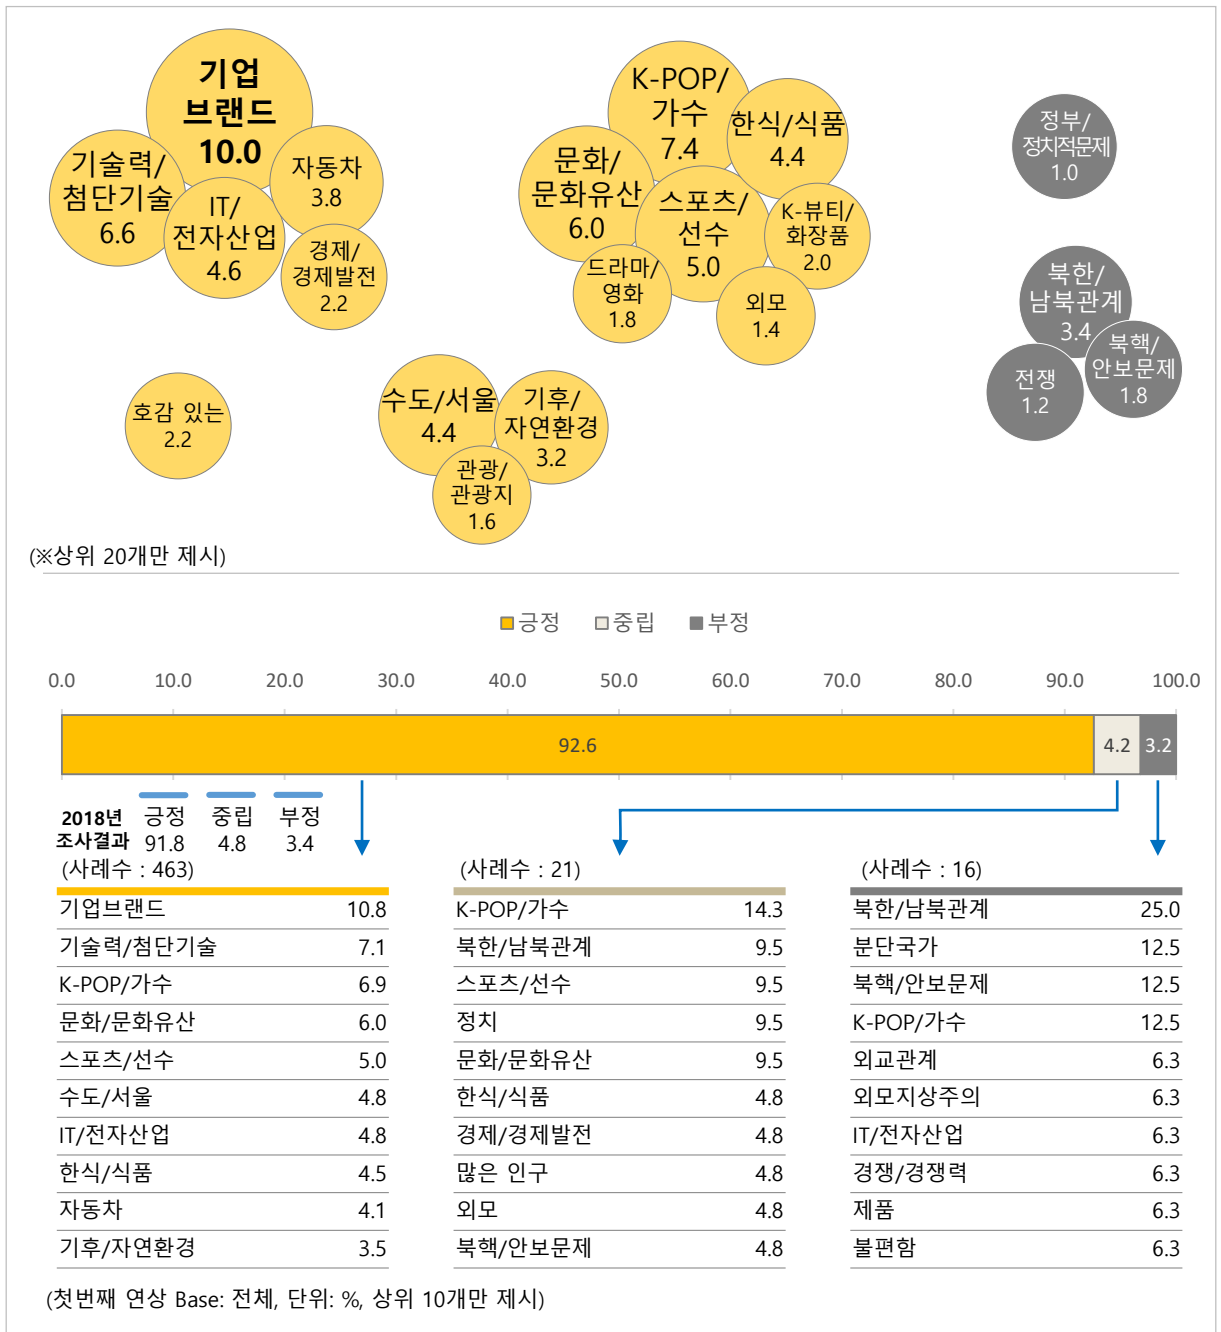 기업
브랜드
10.0
기술력/
첨단기술
6.6
IT/
전자산업
4.6
자동차
3.8
경제/
경제발전
2.2
K-POP/
가수
7.4
한식/식품
4.4
문화/
문화유산
6.0
스포츠/
선수
5.0
K-뷰티/
화장품
2.0
드라마/
영화
1.8
외모
1.4
정부/
정치적문제
1.0
북한/
남북관계
3.4
북핵/
안보문제
1.8
전쟁
1.2
호감 있는
2.2
수도/서울
4.4
기후/
자연환경
3.2
관광/
관광지
1.6
(※상위 20개만 제시)
긍정 중립 부정
0.0 10.0 20.0 30.0 40.0 50.0 60.0 70.0 80.0 90.0 100.0
92.6 4.2 3.2
2018년
조사결과
긍정 중립 부정
91.8 4.8 3.4
(사례수 : 463)
기업브랜드 10.8
기술력/첨단기술 7.1
K-POP/가수 6.9
문화/문화유산 6.0
스포츠/선수 5.0
수도/서울 4.8
IT/전자산업 4.8
한식/식품 4.5
자동차 4.1
기후/자연환경 3.5
(사례수 : 21)
K-POP/가수 14.3
북한/남북관계 9.5
스포츠/선수 9.5
정치 9.5
문화/문화유산 9.5
한식/식품 4.8
경제/경제발전 4.8
많은 인구 4.8
외모 4.8
북핵/안보문제 4.8
(사례수 : 16)
북한/남북관계 25.0
분단국가 12.5
북핵/안보문제 12.5
K-POP/가수 12.5
외교관계 6.3
외모지상주의 6.3
IT/전자산업 6.3
경쟁/경쟁력 6.3
제품 6.3
불편함 6.3
(첫번째 연상 Base: 전체, 단위: %, 상위 10개만 제시)